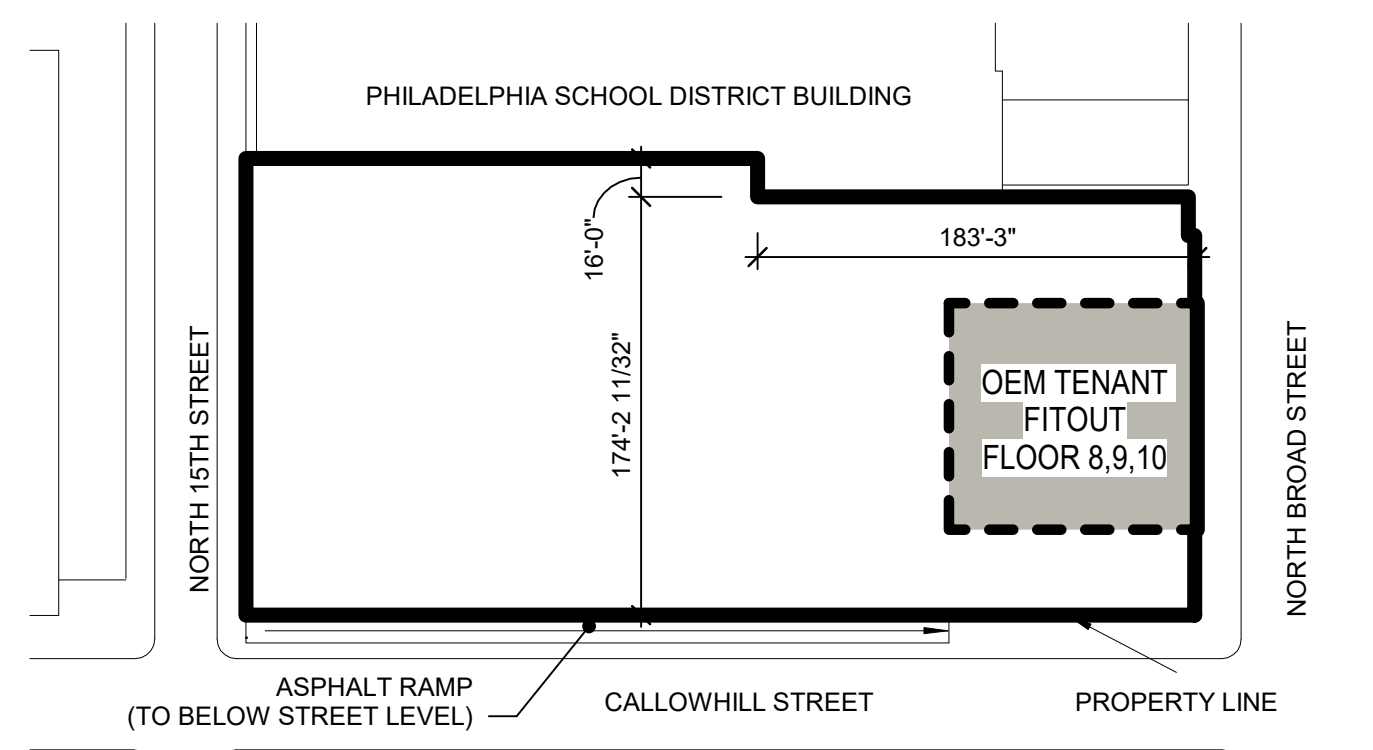 PHILADELPHIA SCHOOL DISTRICT BUILDING
16'-0"
183'-3"
174'-2 11/32"
NORTH 15TH STREET
OEM TENANT
FITOUT
FLOOR 8,9,10
NORTH BROAD STREET
ASPHALT RAMP
(TO BELOW STREET LEVEL)
CALLOWHILL STREET
PROPERTY LINE